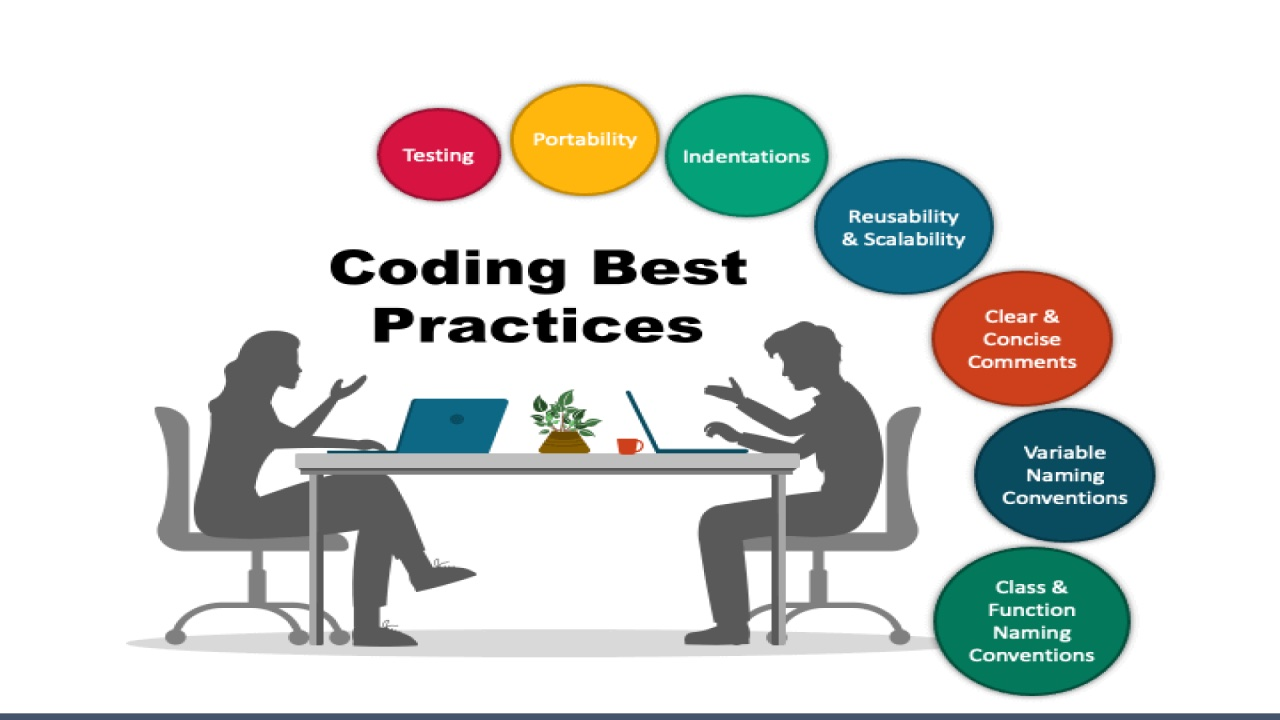 Testing
Portability
Indentations
Reusability
& Scalability
Coding Best
Practices
Clear &
Concise
Comments
Variable
Naming
Conventions
Class &
Function
Naming
Conventions